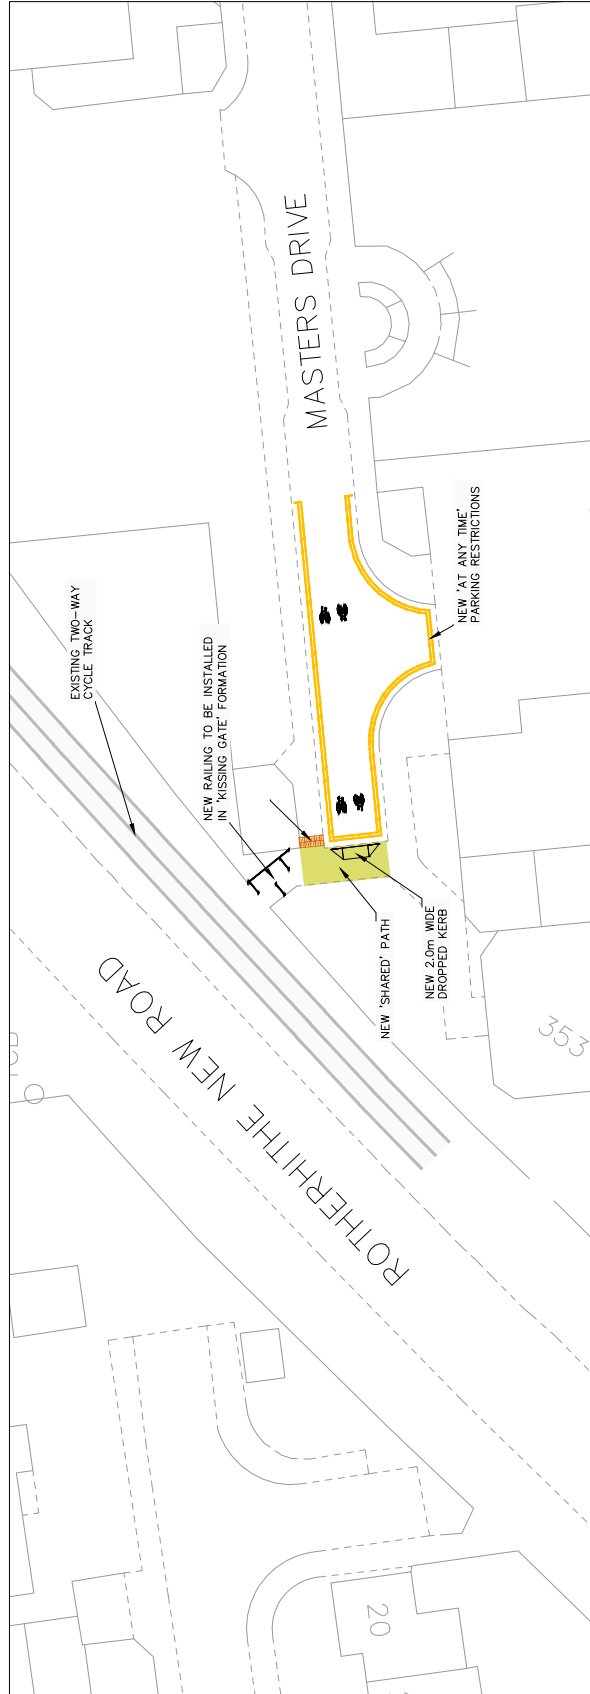 MASTERS DRIVE
NEW 'AT ANY TIME'
PARKING RESTRICTIONS
EXISTING TWO-WAY
CYCLE TRACK
NEW RAILING TO BE INSTALLED
IN 'KISSING GATE' FORMATION
NEW 'SHARED' PATH
NEW 2.0m WIDE
DROPPED KERB
ROTHERHITHE NEW ROAD
353
20